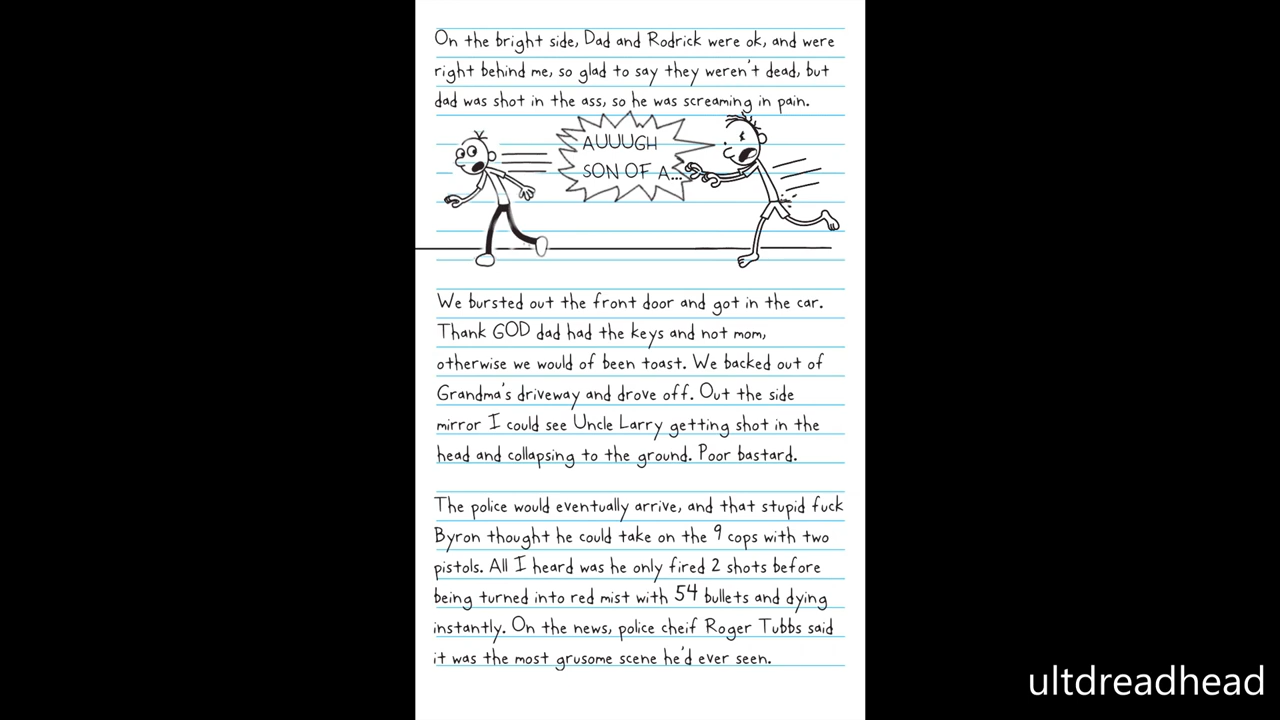 On the bright side, Dad and Rodrick were ok, and were
right behind me, so glad to say they weren't dead, but
dad was shot in the ass, so he was screaming in pain.
AUUUGH
SON OF A...
We bursted out the front door and got in the car.
Thank GOD dad had the keys and not mom,
otherwise we would of been toast. We backed out of
Grandma's driveway and drove off. Out the side
mirror I could see Uncle Larry getting shot in the
head and collapsing to the ground. Poor bastard.
The police would eventually arrive, and that stupid fuck
Byron thought he could take on the 9 cops with two
pistols. All I heard was he only fired 2 shots before
being turned into red mist with 54 bullets and dying
instantly. On the news, police cheif Roger Tubbs said
it was the most grusome scene he'd ever seen.
ultdreadhead